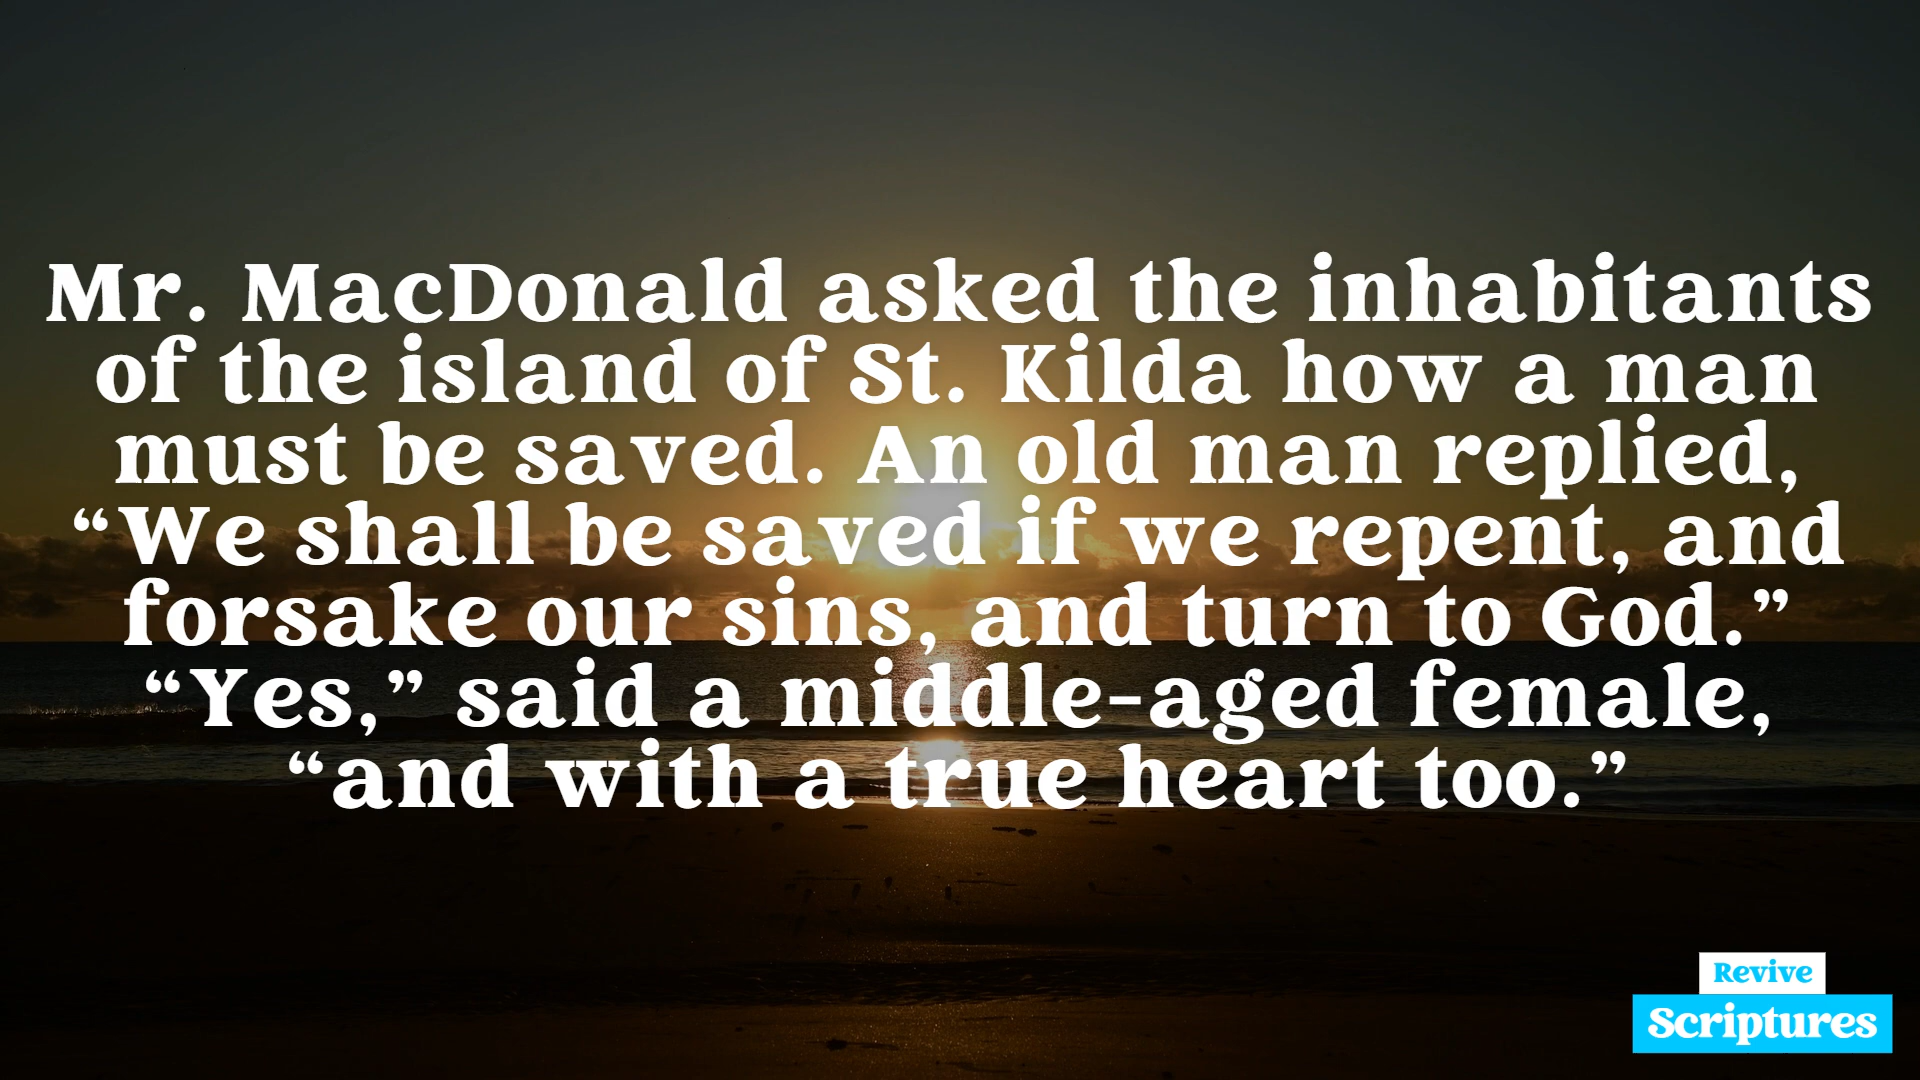 Mr. MacDonald asked the inhabitants
of the island of St. Kilda how a man
must be saved. An old man replied,
“We shall be saved if we repent, and
forsake our sins, and turn to God.”
“Yes,” said a middle-aged female,
“and with a true heart too.”
Revive
Scriptures